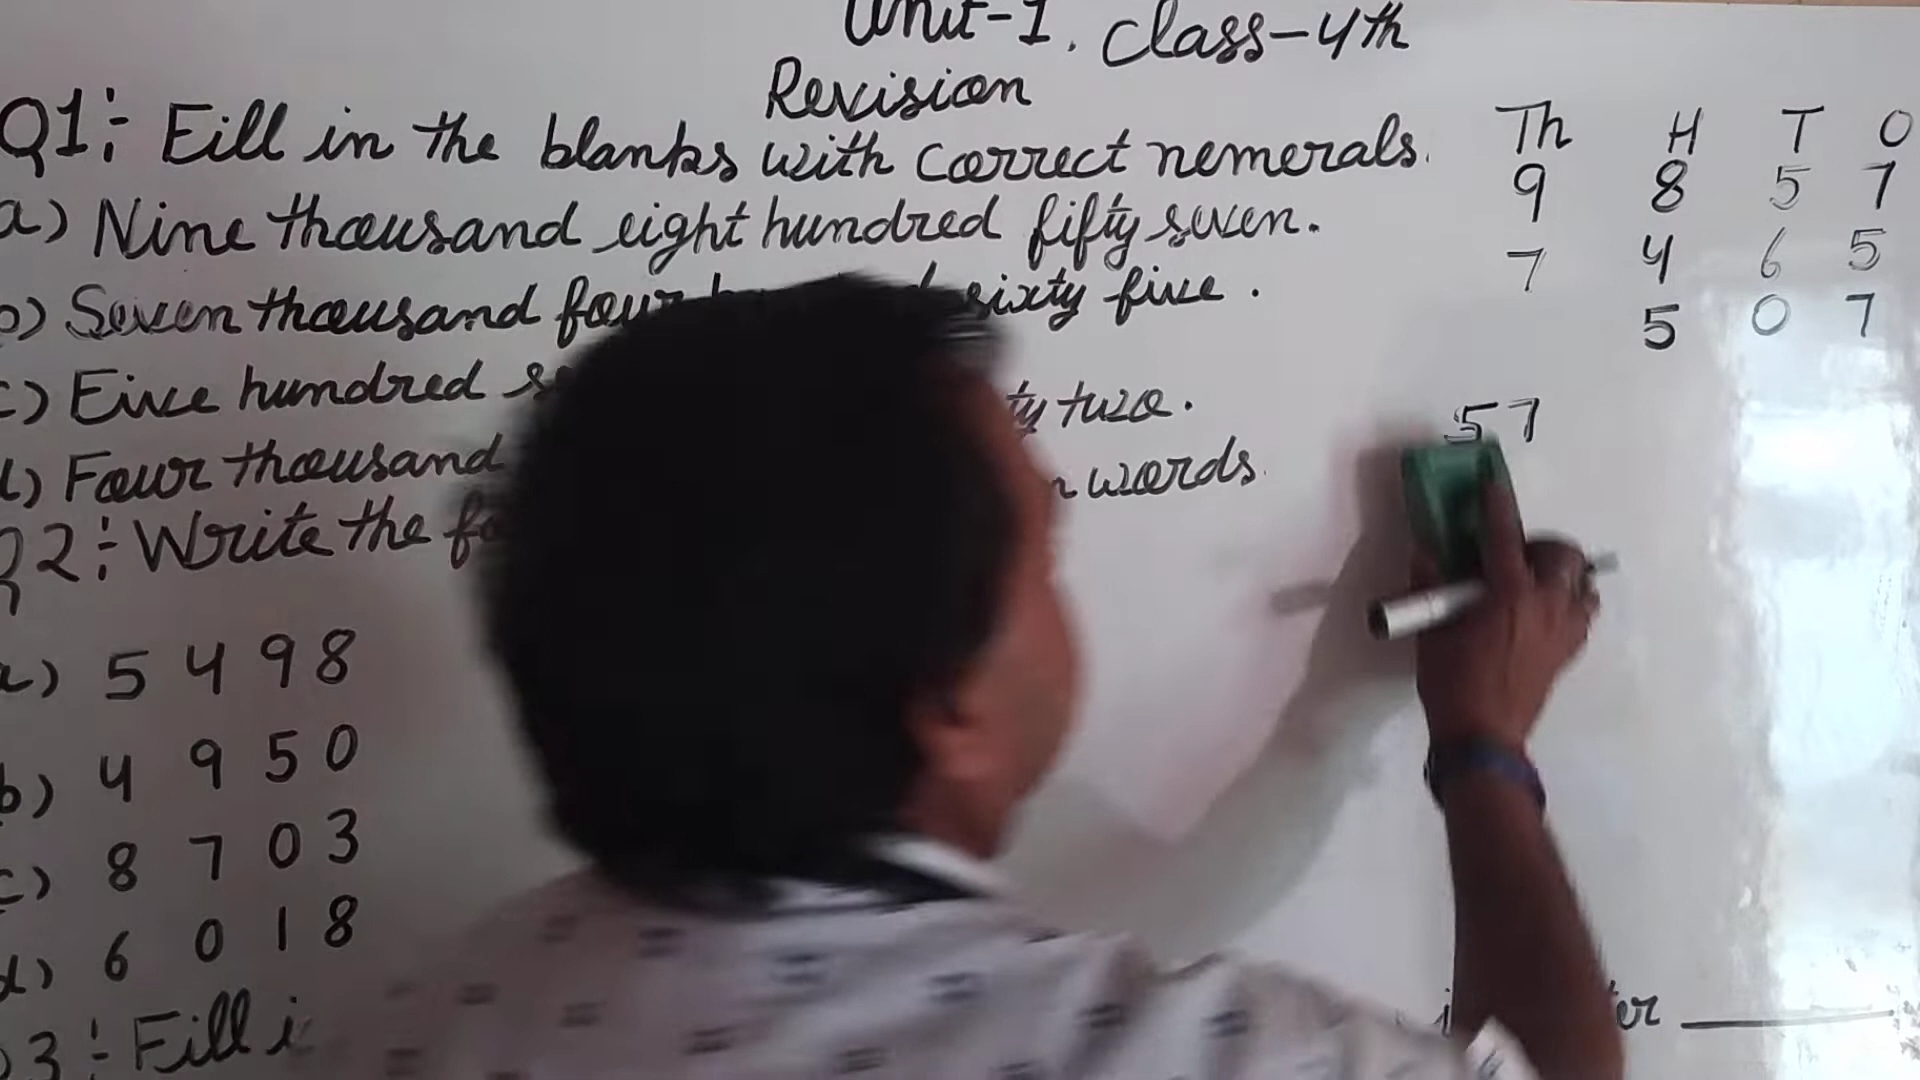 Unit-1. Class-4th
Revision
Q1:- Fill in the blanks with correct nemerals.
a) Nine thousand eight hundred fifty seven.
b) Seven thousand four sixty five.
c) Five hundred
d) Four thousand ty two.
Q2:- Write the in words.
a) 5 4 9 8
b) 4 9 5 0
c) 8 7 0 3
d) 6 0 1 8
Q3:- Fill i
Th H T O
9 8 5 7
7 4 6 5
5 0 7
57